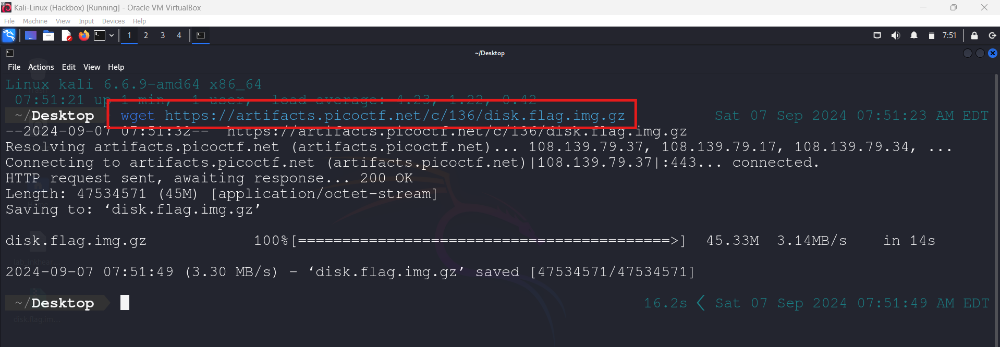 Kali-Linux (Hackbox) [Running] - Oracle VM VirtualBox
File Machine View Input Devices Help
1 2 3 4 7:51
~/Desktop
File Actions Edit View Help
Linux kali 6.6.9-amd64 x86_64
07:51:21 up 1 min, 1 user, load average: 4.23, 1.22, 0.42
~/Desktop wget https://artifacts.picoctf.net/c/136/disk.flag.img.gz Sat 07 Sep 2024 07:51:23 AM EDT
--2024-09-07 07:51:32-- https://artifacts.picoctf.net/c/136/disk.flag.img.gz
Resolving artifacts.picoctf.net (artifacts.picoctf.net)... 108.139.79.37, 108.139.79.17, 108.139.79.34, ...
Connecting to artifacts.picoctf.net (artifacts.picoctf.net)|108.139.79.37|:443... connected.
HTTP request sent, awaiting response... 200 OK
Length: 47534571 (45M) [application/octet-stream]
Saving to: ‘disk.flag.img.gz’
disk.flag.img.gz 100%[==========================================>] 45.33M 3.14MB/s in 14s
2024-09-07 07:51:49 (3.30 MB/s) - ‘disk.flag.img.gz’ saved [47534571/47534571]
~/Desktop 16.2s < Sat 07 Sep 2024 07:51:49 AM EDT
disk.flag.im...